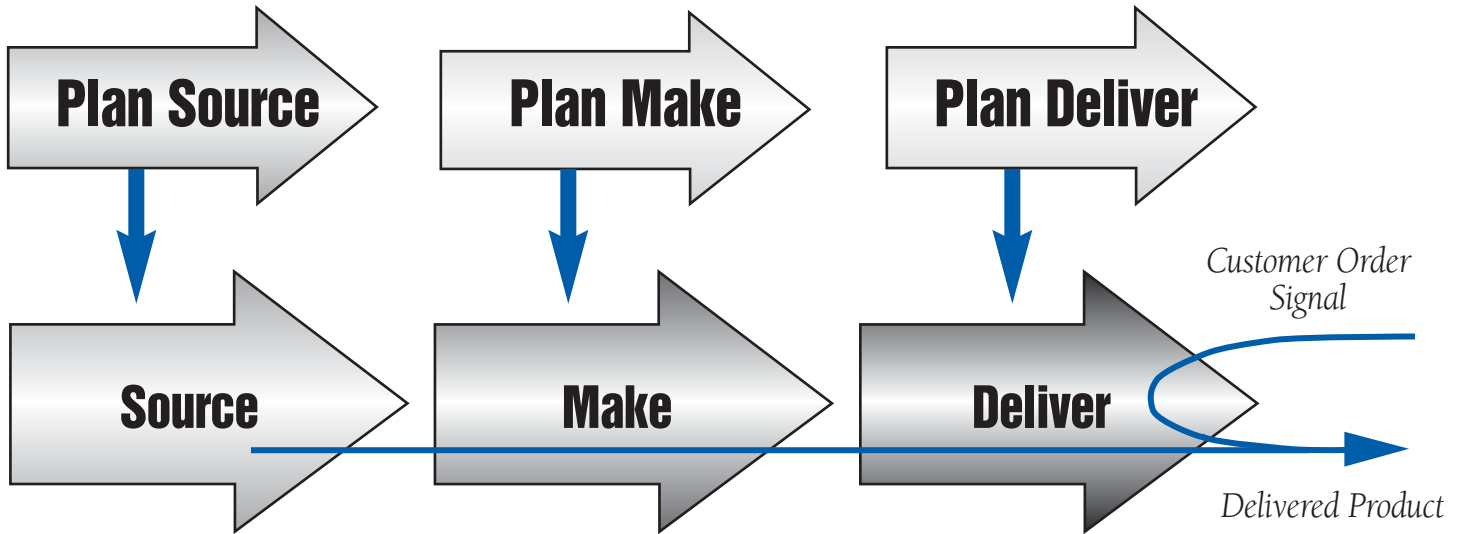 Plan Source
Plan Make
Plan Deliver
Customer Order
Signal
Source
Make
Deliver
Delivered Product